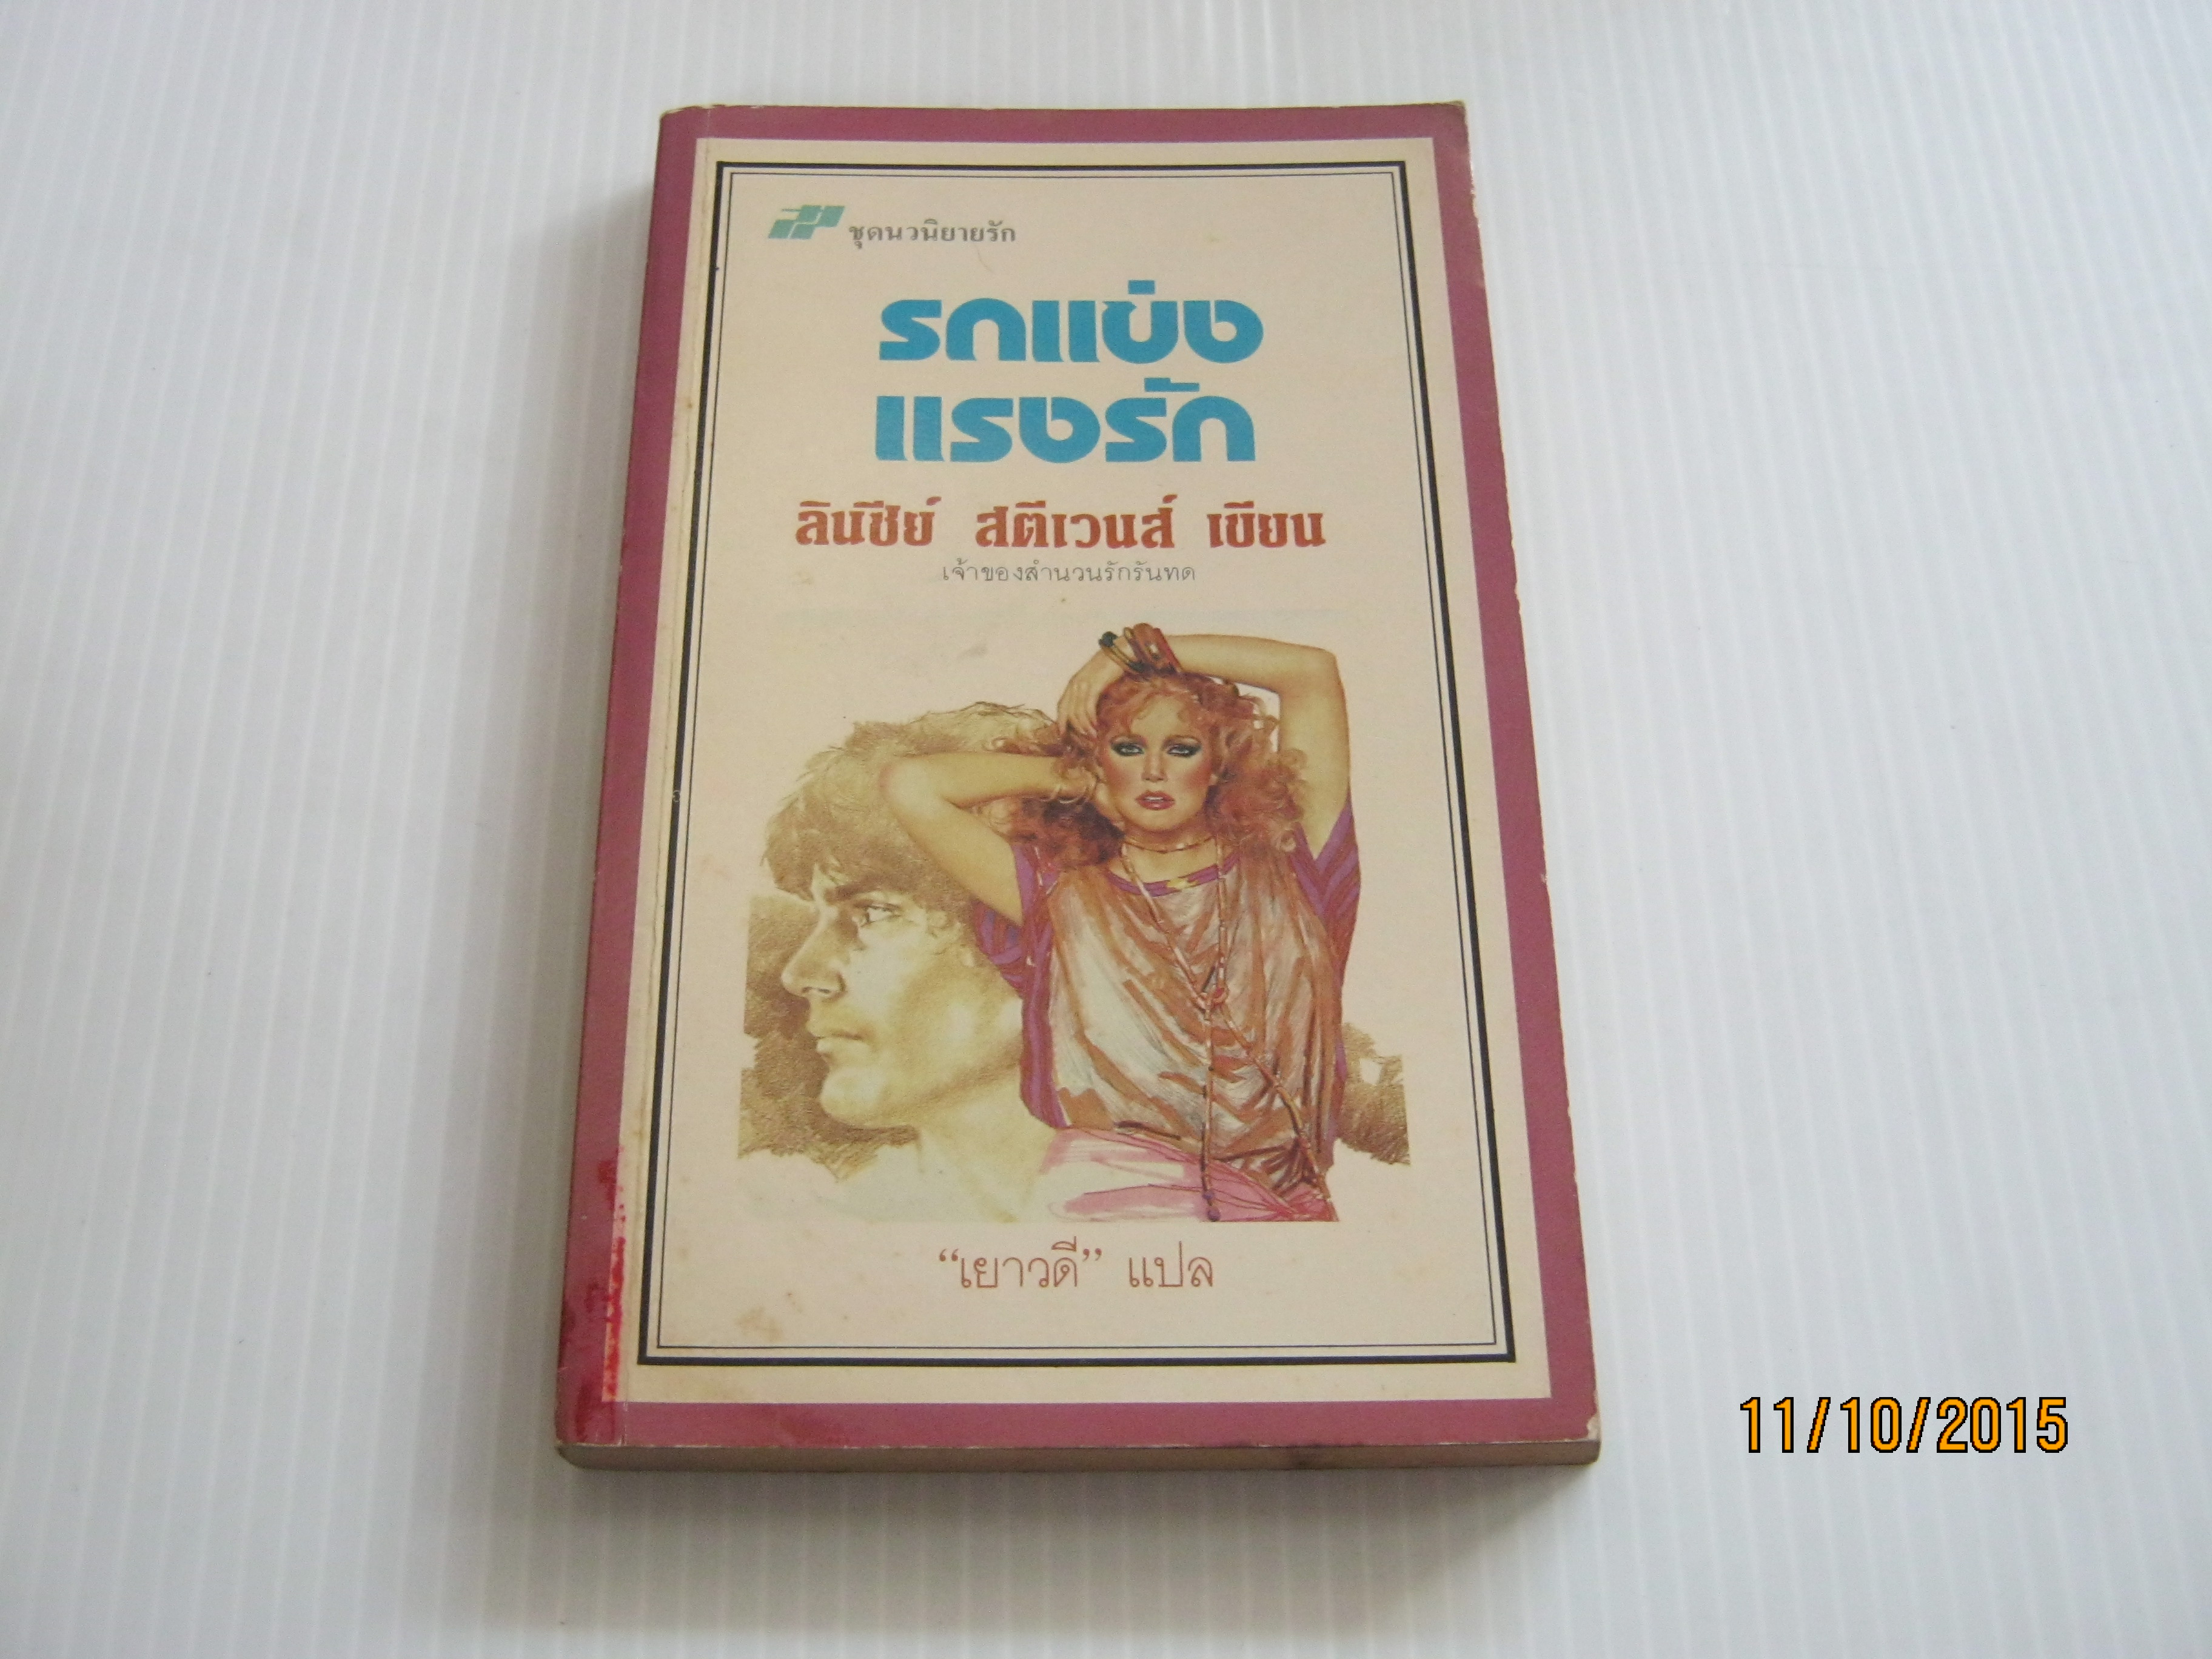 ชุดนวนิยายรัก
รถแข่ง
แรงรัก
ลินซีย์ สตีเวนส์ เขียน
เจ้าของสำนวนรักรันทด
“เยาวดี” แปล
11/10/2015